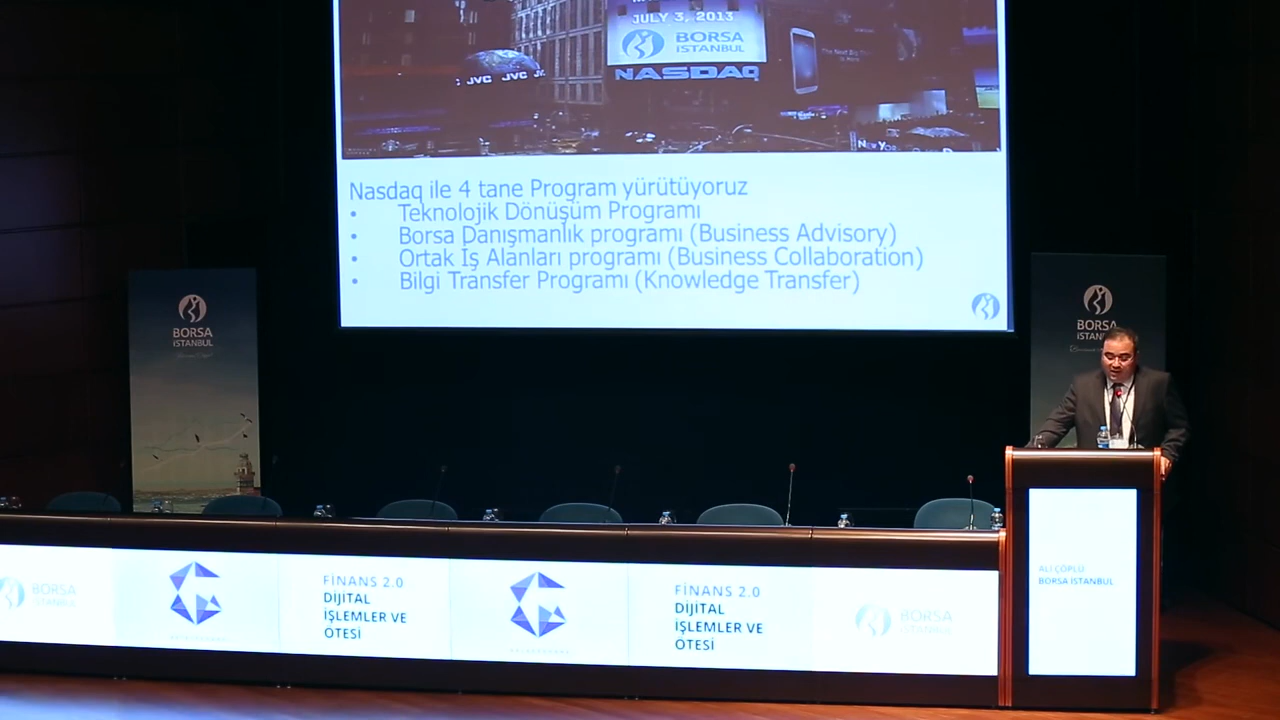 JULY 3, 2013
BORSA
İSTANBUL
NASDAQ
JVC JVC
Nasdaq ile 4 tane Program yürütüyoruz
• Teknolojik Dönüşüm Programı
• Borsa Danışmanlık programı (Business Advisory)
• Ortak İş Alanları programı (Business Collaboration)
• Bilgi Transfer Programı (Knowledge Transfer)
BORSA
İSTANBUL
BORSA
İSTANBUL
ALİ ÇÖPLÜ
BORSA İSTANBUL
BORSA
İSTANBUL
FİNANS 2.0
DİJİTAL
İŞLEMLER VE
ÖTESİ
FİNANS 2.0
DİJİTAL
İŞLEMLER VE
ÖTESİ
BORSA
İSTANBUL